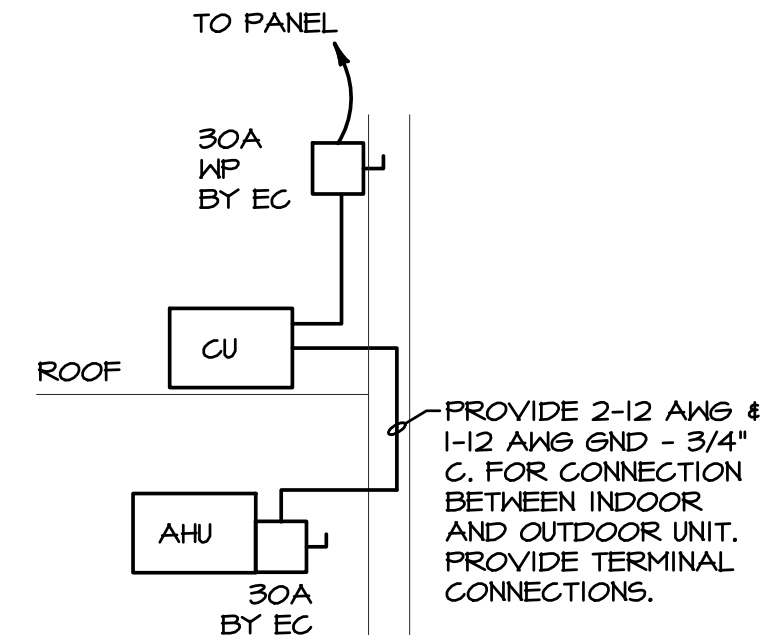 TO PANEL
30A
WP
BY EC
CU
ROOF
PROVIDE 2-12 AWG &
1-12 AWG GND - 3/4"
C. FOR CONNECTION
BETWEEN INDOOR
AND OUTDOOR UNIT.
PROVIDE TERMINAL
CONNECTIONS.
AHU
30A
BY EC